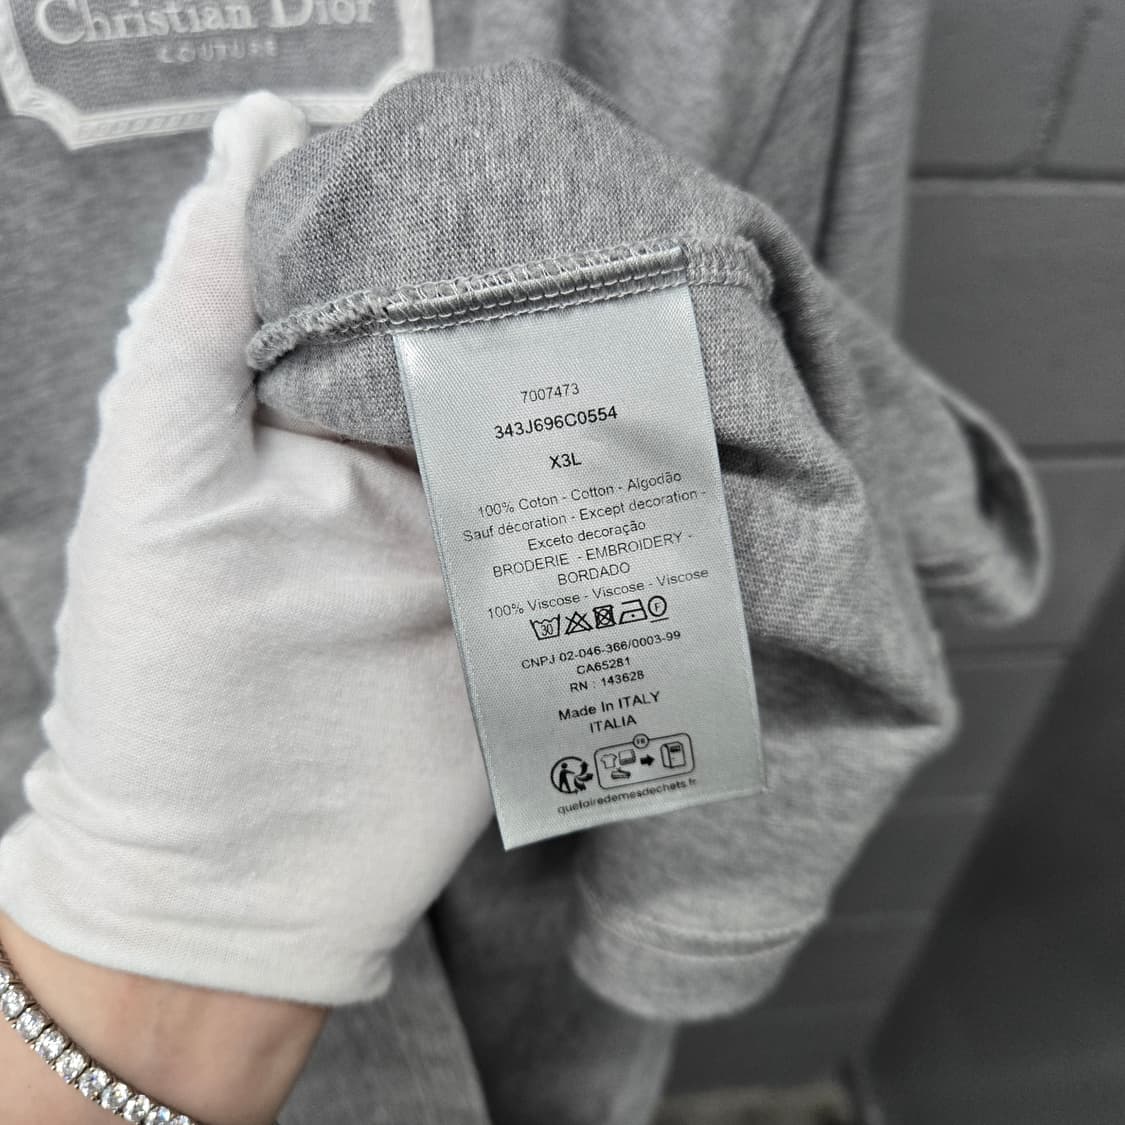 Christian Dior
COUTURE
7007473
343J696C0554
X3L
100% Coton - Cotton - Algodão
Sauf décoration - Except decoration -
Exceto decoração
BRODERIE - EMBROIDERY -
BORDADO
100% Viscose - Viscose - Viscose
30 P F
CNPJ 02-046-366/0003-99
CA65281
RN : 143628
Made In ITALY
ITALIA
FR
quefairedemesdechets.fr